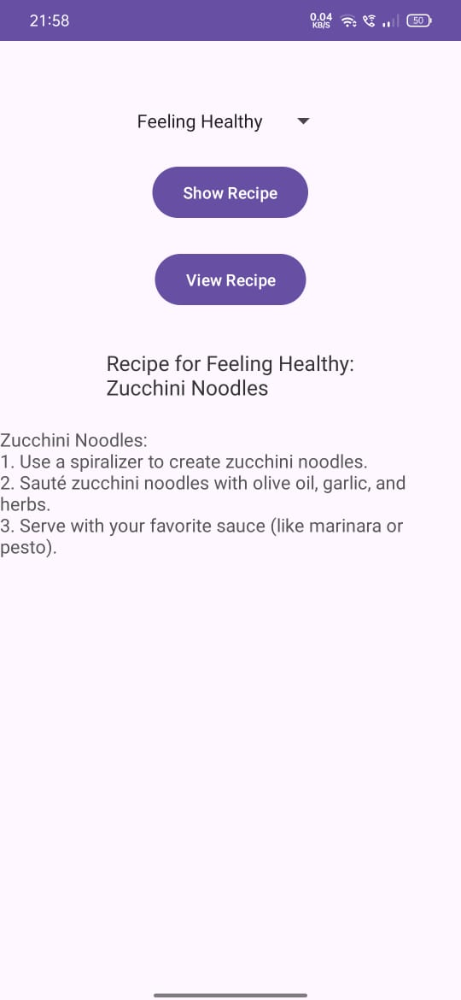 21:58
0.04
KB/S
50
Feeling Healthy
Show Recipe
View Recipe
Recipe for Feeling Healthy:
Zucchini Noodles
Zucchini Noodles:
1. Use a spiralizer to create zucchini noodles.
2. Sauté zucchini noodles with olive oil, garlic, and
herbs.
3. Serve with your favorite sauce (like marinara or
pesto).